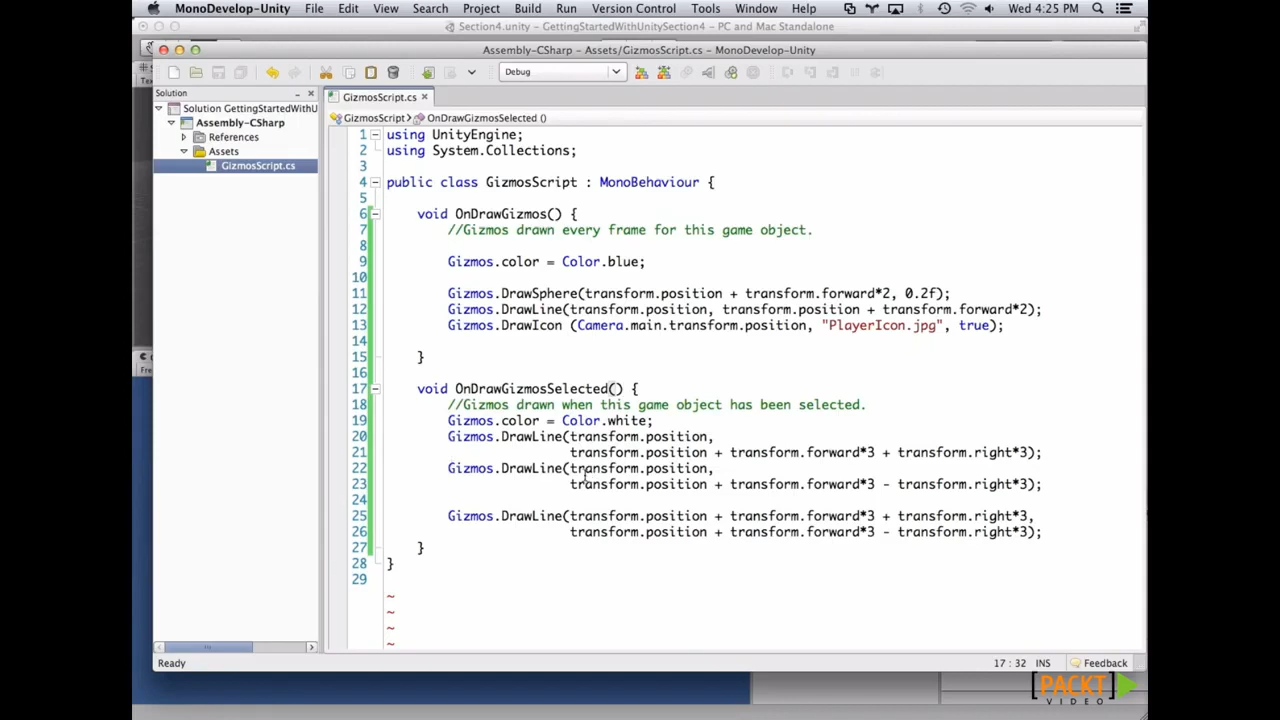 MonoDevelop-Unity File Edit View Search Project Build Run Version Control Tools Window Help Wed 4:25 PM
Section4.unity - GettingStartedWithUnitySection4 - PC and Mac Standalone
Assembly-CSharp - Assets/GizmosScript.cs - MonoDevelop-Unity
Debug
Solution
GizmosScript.cs
Solution GettingStartedWithU
Assembly-CSharp
References
Assets
GizmosScript.cs
GizmosScript OnDrawGizmosSelected ()
1 using UnityEngine;
2 using System.Collections;
3
4 public class GizmosScript : MonoBehaviour {
5
6 void OnDrawGizmos() {
7 //Gizmos drawn every frame for this game object.
8
9 Gizmos.color = Color.blue;
10
11 Gizmos.DrawSphere(transform.position + transform.forward*2, 0.2f);
12 Gizmos.DrawLine(transform.position, transform.position + transform.forward*2);
13 Gizmos.DrawIcon (Camera.main.transform.position, "PlayerIcon.jpg", true);
14
15 }
16
17 void OnDrawGizmosSelected() {
18 //Gizmos drawn when this game object has been selected.
19 Gizmos.color = Color.white;
20 Gizmos.DrawLine(transform.position,
21 transform.position + transform.forward*3 + transform.right*3);
22 Gizmos.DrawLine(transform.position,
23 transform.position + transform.forward*3 - transform.right*3);
24
25 Gizmos.DrawLine(transform.position + transform.forward*3 + transform.right*3,
26 transform.position + transform.forward*3 - transform.right*3);
27 }
28 }
29
~
~
~
~
Ready
17 : 32 INS Feedback
[PACKT]
VIDEO